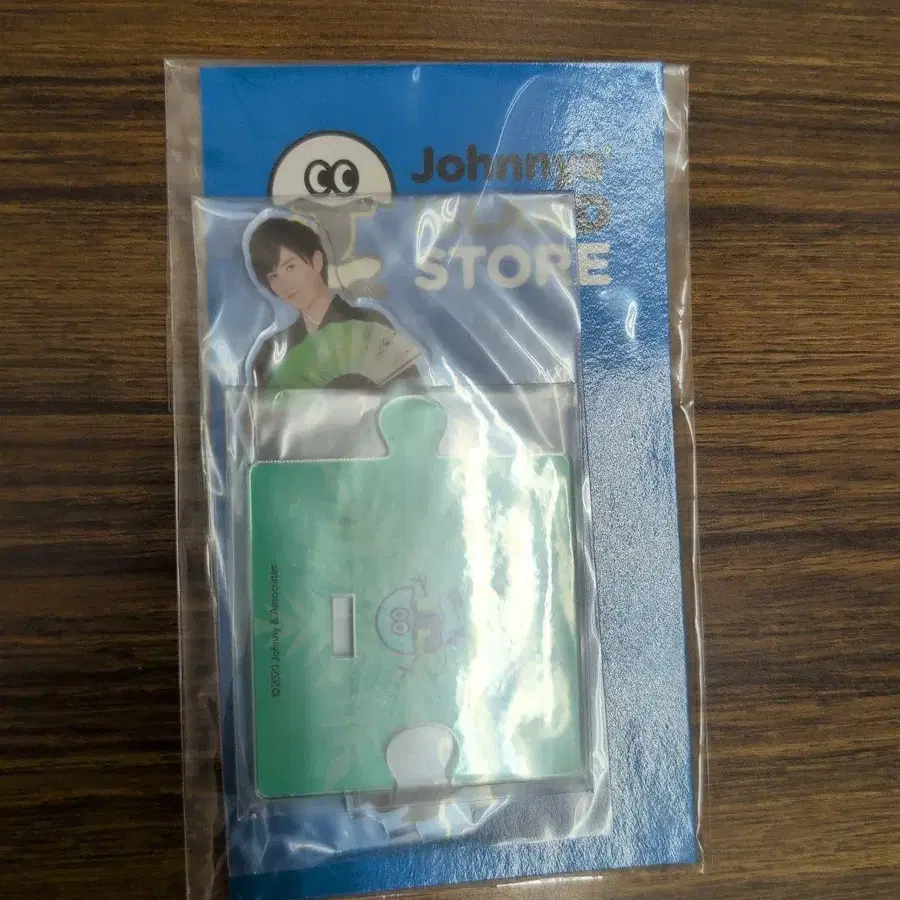 Johnnys'
STORE
©2020 Johnny & Associates